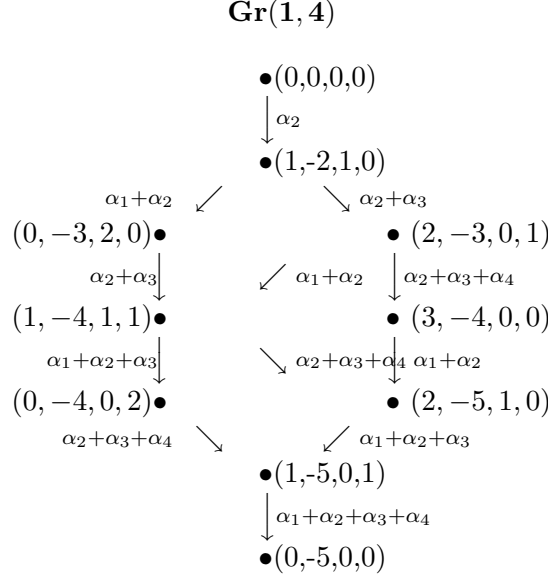 Gr(1, 4)
(0,0,0,0)
α₂
(1,-2,1,0)
α₁+α₂ α₂+α₃
(0, −3, 2, 0) (2, −3, 0, 1)
α₂+α₃ α₁+α₂ α₂+α₃+α₄
(1, −4, 1, 1) (3, −4, 0, 0)
α₁+α₂+α₃ α₂+α₃+α₄ α₁+α₂
(0, −4, 0, 2) (2, −5, 1, 0)
α₂+α₃+α₄ α₁+α₂+α₃
(1,-5,0,1)
α₁+α₂+α₃+α₄
(0,-5,0,0)